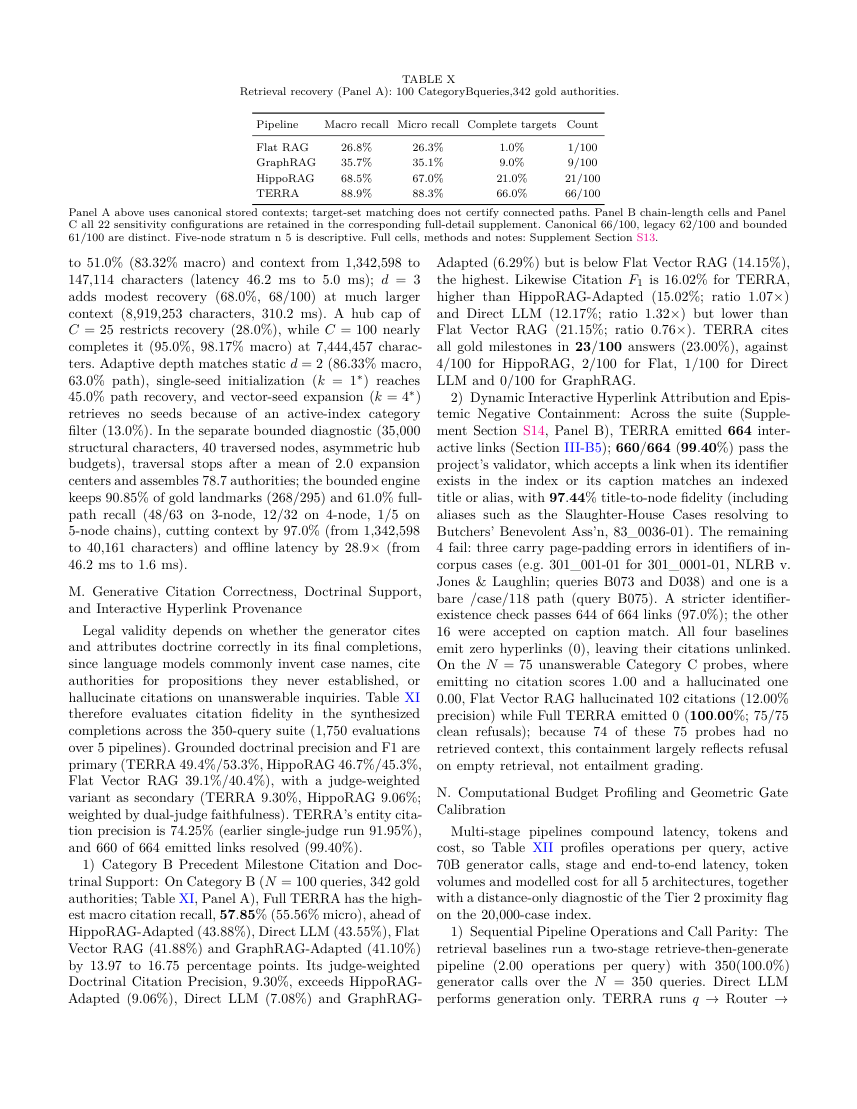 TABLE X
Retrieval recovery (Panel A): 100 CategoryBqueries,342 gold authorities.
Pipeline Macro recall Micro recall Complete targets Count
Flat RAG 26.8% 26.3% 1.0% 1/100
GraphRAG 35.7% 35.1% 9.0% 9/100
HippoRAG 68.5% 67.0% 21.0% 21/100
TERRA 88.9% 88.3% 66.0% 66/100
Panel A above uses canonical stored contexts; target-set matching does not certify connected paths. Panel B chain-length cells and Panel
C all 22 sensitivity configurations are retained in the corresponding full-detail supplement. Canonical 66/100, legacy 62/100 and bounded
61/100 are distinct. Five-node stratum n 5 is descriptive. Full cells, methods and notes: Supplement Section S13.
to 51.0% (83.32% macro) and context from 1,342,598 to
147,114 characters (latency 46.2 ms to 5.0 ms); d = 3
adds modest recovery (68.0%, 68/100) at much larger
context (8,919,253 characters, 310.2 ms). A hub cap of
C = 25 restricts recovery (28.0%), while C = 100 nearly
completes it (95.0%, 98.17% macro) at 7,444,457 charac-
ters. Adaptive depth matches static d = 2 (86.33% macro,
63.0% path), single-seed initialization (k = 1*) reaches
45.0% path recovery, and vector-seed expansion (k = 4*)
retrieves no seeds because of an active-index category
filter (13.0%). In the separate bounded diagnostic (35,000
structural characters, 40 traversed nodes, asymmetric hub
budgets), traversal stops after a mean of 2.0 expansion
centers and assembles 78.7 authorities; the bounded engine
keeps 90.85% of gold landmarks (268/295) and 61.0% full-
path recall (48/63 on 3-node, 12/32 on 4-node, 1/5 on
5-node chains), cutting context by 97.0% (from 1,342,598
to 40,161 characters) and offline latency by 28.9× (from
46.2 ms to 1.6 ms).
M. Generative Citation Correctness, Doctrinal Support,
and Interactive Hyperlink Provenance
Legal validity depends on whether the generator cites
and attributes doctrine correctly in its final completions,
since language models commonly invent case names, cite
authorities for propositions they never established, or
hallucinate citations on unanswerable inquiries. Table XI
therefore evaluates citation fidelity in the synthesized
completions across the 350-query suite (1,750 evaluations
over 5 pipelines). Grounded doctrinal precision and F1 are
primary (TERRA 49.4%/53.3%, HippoRAG 46.7%/45.3%,
Flat Vector RAG 39.1%/40.4%), with a judge-weighted
variant as secondary (TERRA 9.30%, HippoRAG 9.06%;
weighted by dual-judge faithfulness). TERRA's entity cita-
tion precision is 74.25% (earlier single-judge run 91.95%),
and 660 of 664 emitted links resolved (99.40%).
1) Category B Precedent Milestone Citation and Doc-
trinal Support: On Category B (N = 100 queries, 342 gold
authorities; Table XI, Panel A), Full TERRA has the high-
est macro citation recall, 57.85% (55.56% micro), ahead of
HippoRAG-Adapted (43.88%), Direct LLM (43.55%), Flat
Vector RAG (41.88%) and GraphRAG-Adapted (41.10%)
by 13.97 to 16.75 percentage points. Its judge-weighted
Doctrinal Citation Precision, 9.30%, exceeds HippoRAG-
Adapted (9.06%), Direct LLM (7.08%) and GraphRAG-
Adapted (6.29%) but is below Flat Vector RAG (14.15%),
the highest. Likewise Citation F1 is 16.02% for TERRA,
higher than HippoRAG-Adapted (15.02%; ratio 1.07×)
and Direct LLM (12.17%; ratio 1.32×) but lower than
Flat Vector RAG (21.15%; ratio 0.76×). TERRA cites
all gold milestones in 23/100 answers (23.00%), against
4/100 for HippoRAG, 2/100 for Flat, 1/100 for Direct
LLM and 0/100 for GraphRAG.
2) Dynamic Interactive Hyperlink Attribution and Epis-
temic Negative Containment: Across the suite (Supple-
ment Section S14, Panel B), TERRA emitted 664 inter-
active links (Section III-B5); 660/664 (99.40%) pass the
project's validator, which accepts a link when its identifier
exists in the index or its caption matches an indexed
title or alias, with 97.44% title-to-node fidelity (including
aliases such as the Slaughter-House Cases resolving to
Butchers' Benevolent Ass'n, 83_0036-01). The remaining
4 fail: three carry page-padding errors in identifiers of in-
corpus cases (e.g. 301_001-01 for 301_0001-01, NLRB v.
Jones & Laughlin; queries B073 and D038) and one is a
bare /case/118 path (query B075). A stricter identifier-
existence check passes 644 of 664 links (97.0%); the other
16 were accepted on caption match. All four baselines
emit zero hyperlinks (0), leaving their citations unlinked.
On the N = 75 unanswerable Category C probes, where
emitting no citation scores 1.00 and a hallucinated one
0.00, Flat Vector RAG hallucinated 102 citations (12.00%
precision) while Full TERRA emitted 0 (100.00%; 75/75
clean refusals); because 74 of these 75 probes had no
retrieved context, this containment largely reflects refusal
on empty retrieval, not entailment grading.
N. Computational Budget Profiling and Geometric Gate
Calibration
Multi-stage pipelines compound latency, tokens and
cost, so Table XII profiles operations per query, active
70B generator calls, stage and end-to-end latency, token
volumes and modelled cost for all 5 architectures, together
with a distance-only diagnostic of the Tier 2 proximity flag
on the 20,000-case index.
1) Sequential Pipeline Operations and Call Parity: The
retrieval baselines run a two-stage retrieve-then-generate
pipeline (2.00 operations per query) with 350(100.0%)
generator calls over the N = 350 queries. Direct LLM
performs generation only. TERRA runs q → Router →